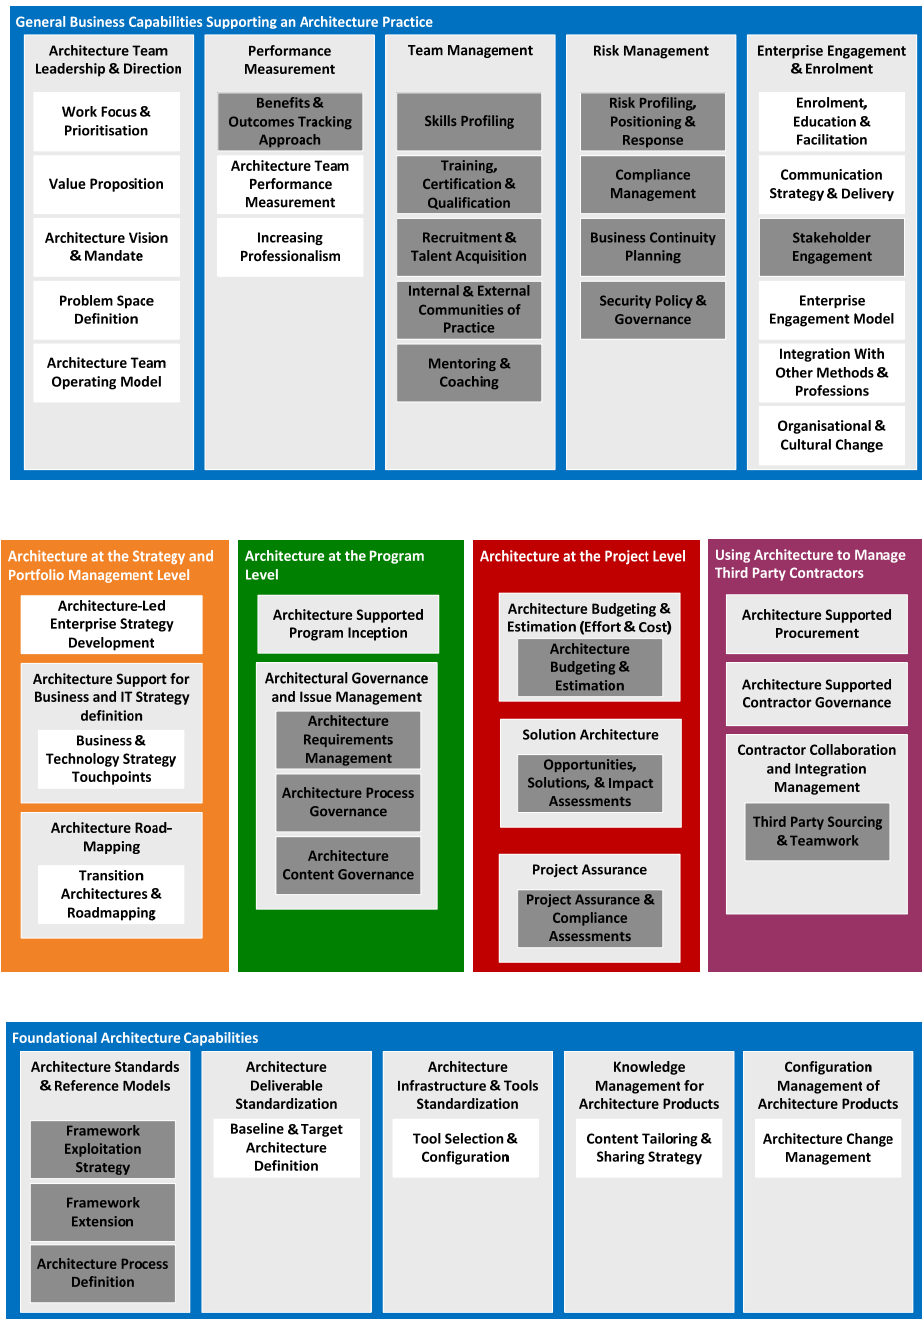 General Business Capabilities Supporting an Architecture Practice
Architecture Team
Leadership & Direction
Work Focus &
Prioritisation
Value Proposition
Architecture Vision
& Mandate
Problem Space
Definition
Architecture Team
Operating Model
Performance
Measurement
Benefits &
Outcomes Tracking
Approach
Architecture Team
Performance
Measurement
Increasing
Professionalism
Team Management
Skills Profiling
Training,
Certification &
Qualification
Recruitment &
Talent Acquisition
Internal & External
Communities of
Practice
Mentoring &
Coaching
Risk Management
Risk Profiling,
Positioning &
Response
Compliance
Management
Business Continuity
Planning
Security Policy &
Governance
Enterprise Engagement
& Enrolment
Enrolment,
Education &
Facilitation
Communication
Strategy & Delivery
Stakeholder
Engagement
Enterprise
Engagement Model
Integration With
Other Methods &
Professions
Organisational &
Cultural Change
Architecture at the Strategy and
Portfolio Management Level
Architecture-Led
Enterprise Strategy
Development
Architecture Support for
Business and IT Strategy
definition
Business &
Technology Strategy
Touchpoints
Architecture Road-
Mapping
Transition
Architectures &
Roadmapping
Architecture at the Program
Level
Architecture Supported
Program Inception
Architectural Governance
and Issue Management
Architecture
Requirements
Management
Architecture Process
Governance
Architecture
Content Governance
Architecture at the Project Level
Architecture Budgeting &
Estimation (Effort & Cost)
Architecture
Budgeting &
Estimation
Solution Architecture
Opportunities,
Solutions, & Impact
Assessments
Project Assurance
Project Assurance &
Compliance
Assessments
Using Architecture to Manage
Third Party Contractors
Architecture Supported
Procurement
Architecture Supported
Contractor Governance
Contractor Collaboration
and Integration
Management
Third Party Sourcing
& Teamwork
Foundational Architecture Capabilities
Architecture Standards
& Reference Models
Framework
Exploitation
Strategy
Framework
Extension
Architecture Process
Definition
Architecture
Deliverable
Standardization
Baseline & Target
Architecture
Definition
Architecture
Infrastructure & Tools
Standardization
Tool Selection &
Configuration
Knowledge
Management for
Architecture Products
Content Tailoring &
Sharing Strategy
Configuration
Management of
Architecture Products
Architecture Change
Management